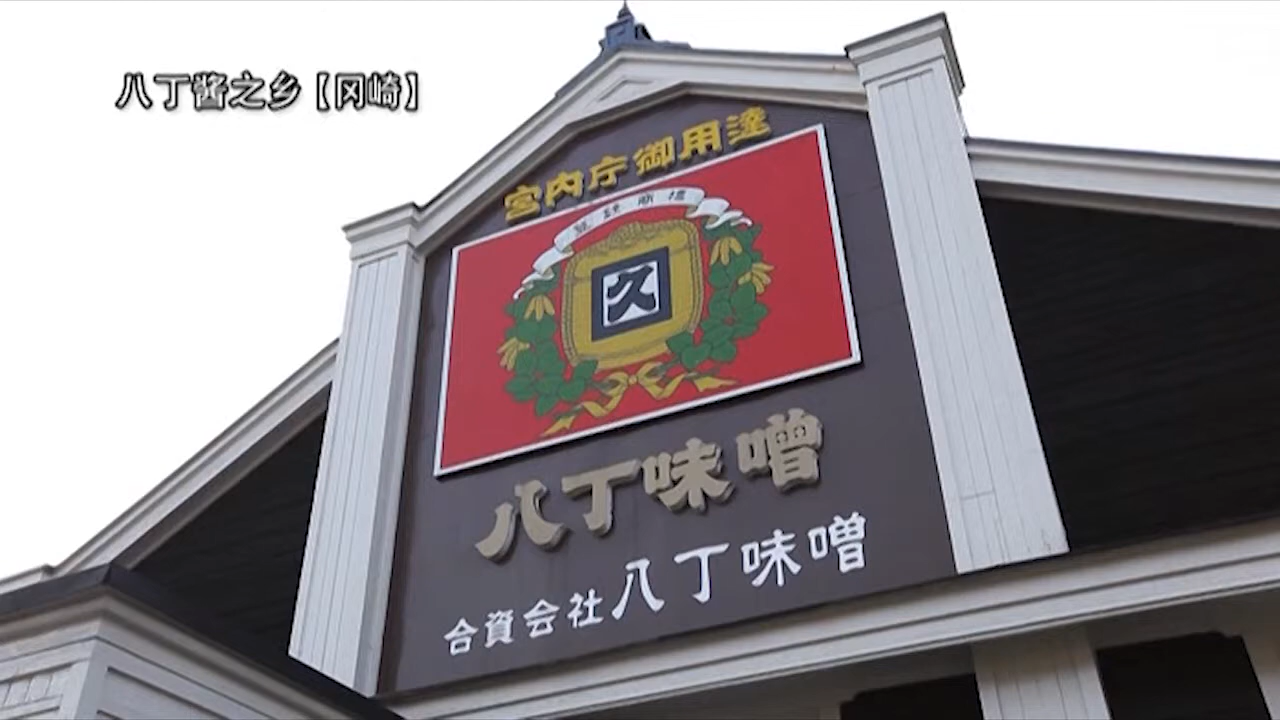 八丁酱之乡【冈崎】
宮内庁御用達
久
八丁味噌
合資会社八丁味噌